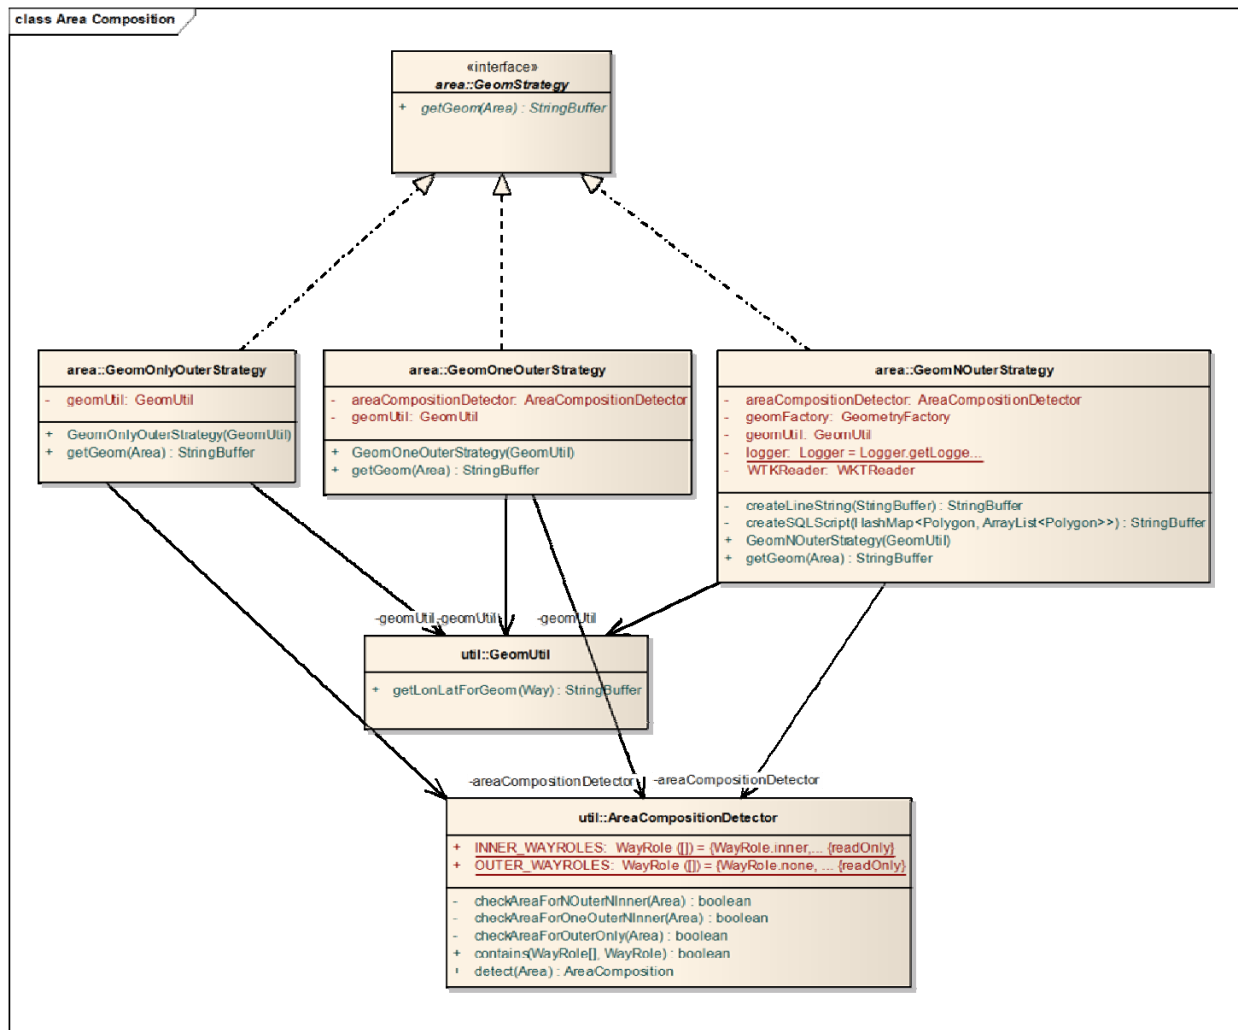 class Area Composition
«interface»
area::GeomStrategy
+ getGeom(Area) : StringBuffer
area::GeomOnlyOuterStrategy
- geomUtil: GeomUtil
+ GeomOnlyOuterStrategy(GeomUtil)
+ getGeom(Area) : StringBuffer
area::GeomOneOuterStrategy
- areaCompositionDetector: AreaCompositionDetector
- geomUtil: GeomUtil
+ GeomOneOuterStrategy(GeomUtil)
+ getGeom(Area) : StringBuffer
area::GeomNOuterStrategy
- areaCompositionDetector: AreaCompositionDetector
- geomFactory: GeometryFactory
- geomUtil: GeomUtil
- logger: Logger = Logger.getLogge...
- WTKReader: WKTReader
- createLineString(StringBuffer) : StringBuffer
- createSQLScript(HashMap<Polygon, ArrayList<Polygon>>) : StringBuffer
+ GeomNOuterStrategy(GeomUtil)
+ getGeom(Area) : StringBuffer
-geomUtil
-geomUtil
-geomUtil
util::GeomUtil
+ getLonLatForGeom(Way) : StringBuffer
-areaCompositionDetector
-areaCompositionDetector
util::AreaCompositionDetector
+ INNER_WAYROLES: WayRole ([]) = {WayRole.inner,... {readOnly}
+ OUTER_WAYROLES: WayRole ([]) = {WayRole.none, ... {readOnly}
- checkAreaForNOuterNInner(Area) : boolean
- checkAreaForOneOuterNInner(Area) : boolean
- checkAreaForOuterOnly(Area) : boolean
+ contains(WayRole[], WayRole) : boolean
+ detect(Area) : AreaComposition